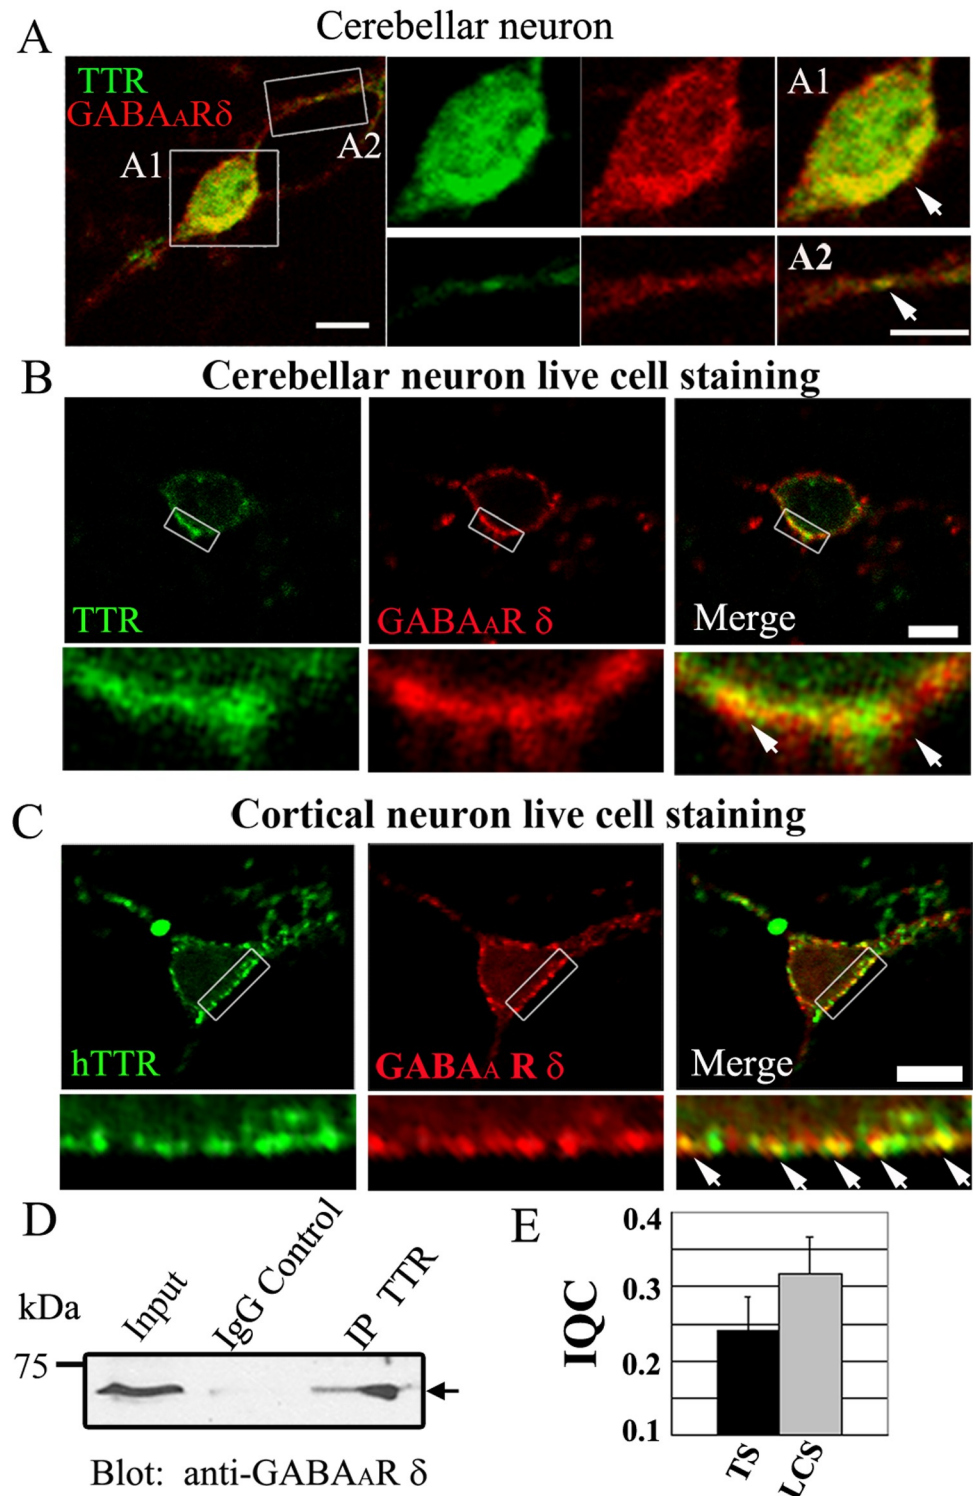 A
Cerebellar neuron
TTR
GABAARδ
A1
A2
A1
A2
B
Cerebellar neuron live cell staining
TTR
GABAAR δ
Merge
C
Cortical neuron live cell staining
hTTR
GABAA R δ
Merge
D
Input
IgG Control
IP TTR
kDa
75
Blot: anti-GABAAR δ
E
IQC
0.4
0.3
0.2
0.1
TS
LCS